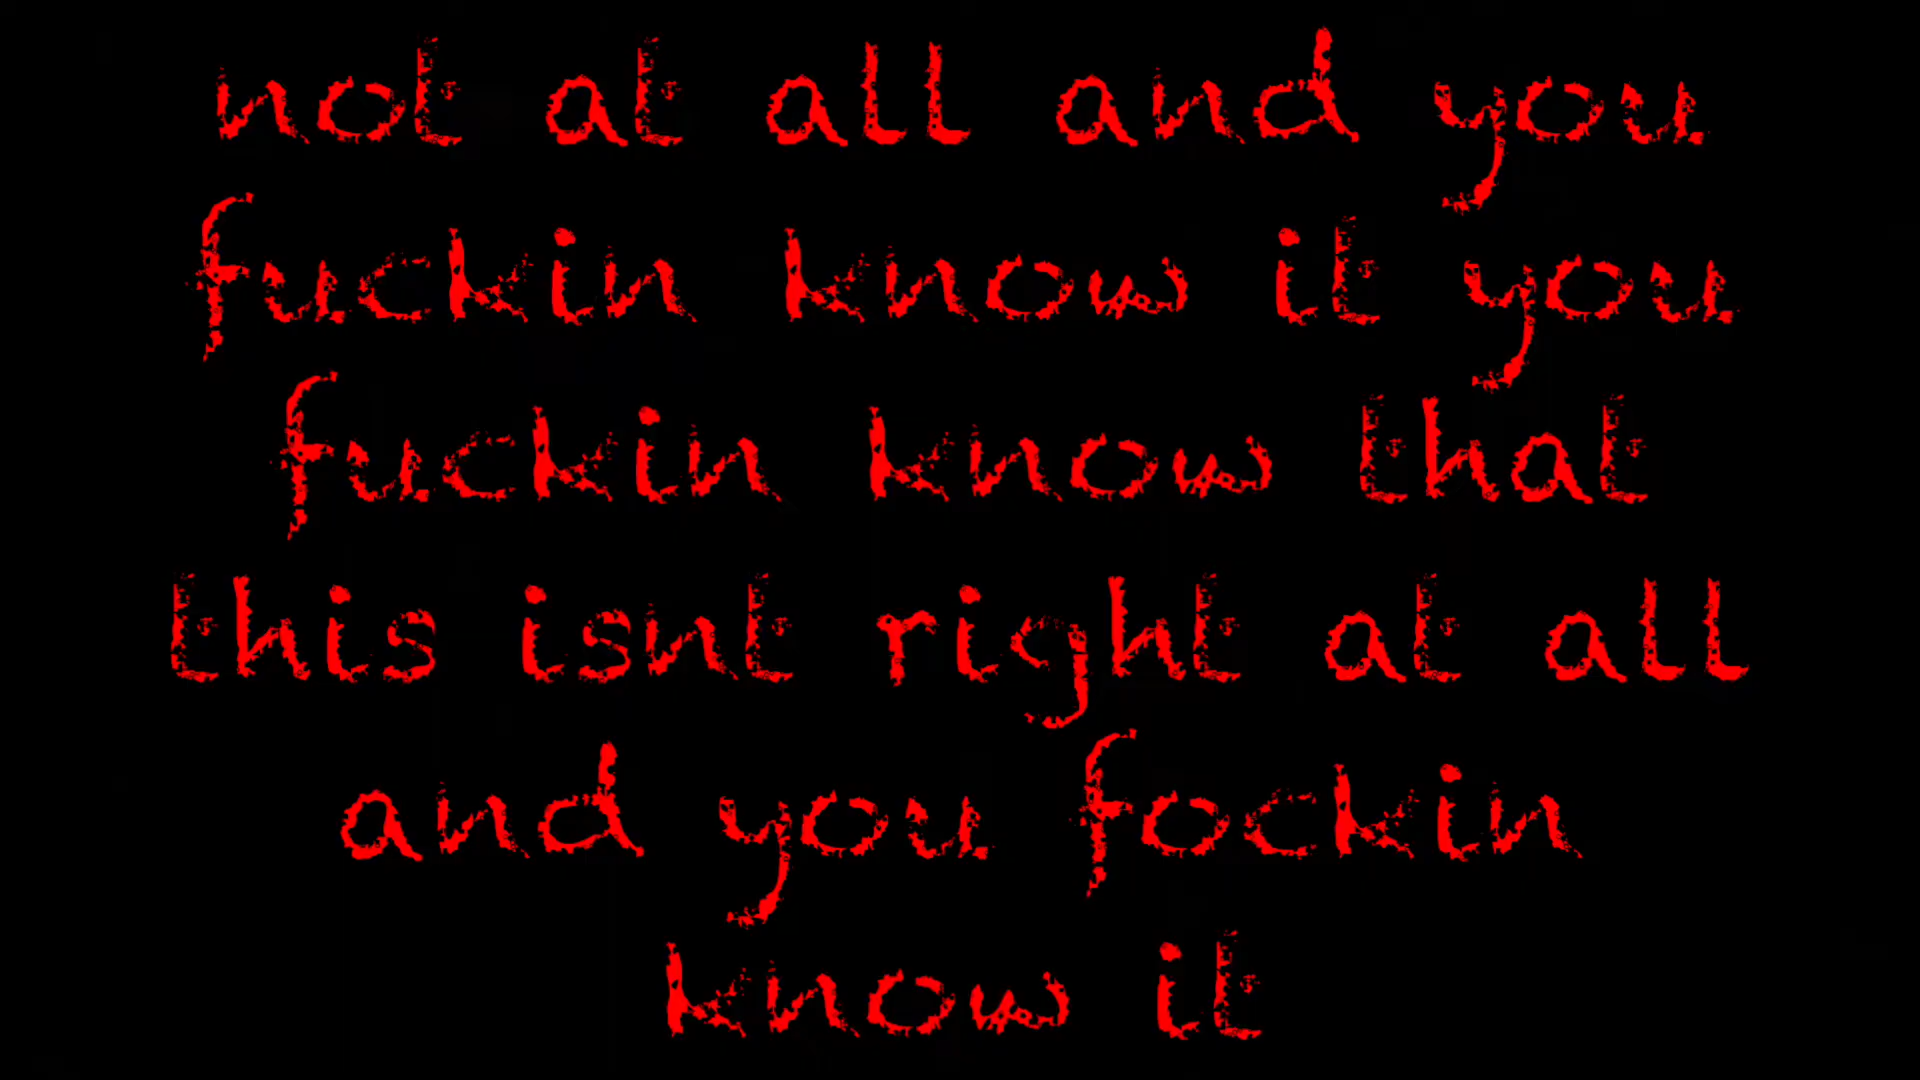 not at all and you
fuckin know it you
fuckin know that
this isnt right at all
and you fockin
know it